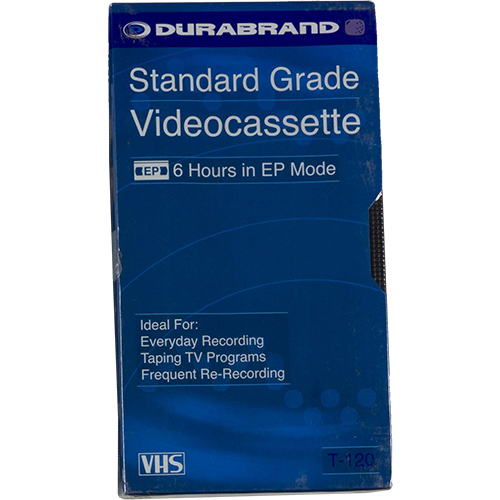 DURABRAND
Standard Grade
Videocassette
EP 6 Hours in EP Mode
Ideal For:
Everyday Recording
Taping TV Programs
Frequent Re-Recording
VHS
T-120